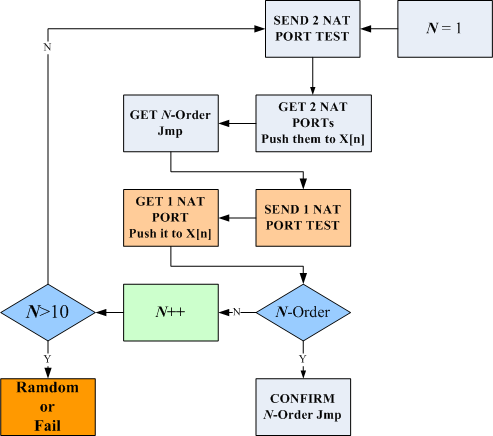 SEND 2 NAT
PORT TEST
N = 1
N
GET N-Order
Jmp
GET 2 NAT
PORTs
Push them to X[n]
GET 1 NAT
PORT
Push it to X[n]
SEND 1 NAT
PORT TEST
N>10
N++
N
N-Order
Y
Y
Ramdom
or
Fail
CONFIRM
N-Order Jmp